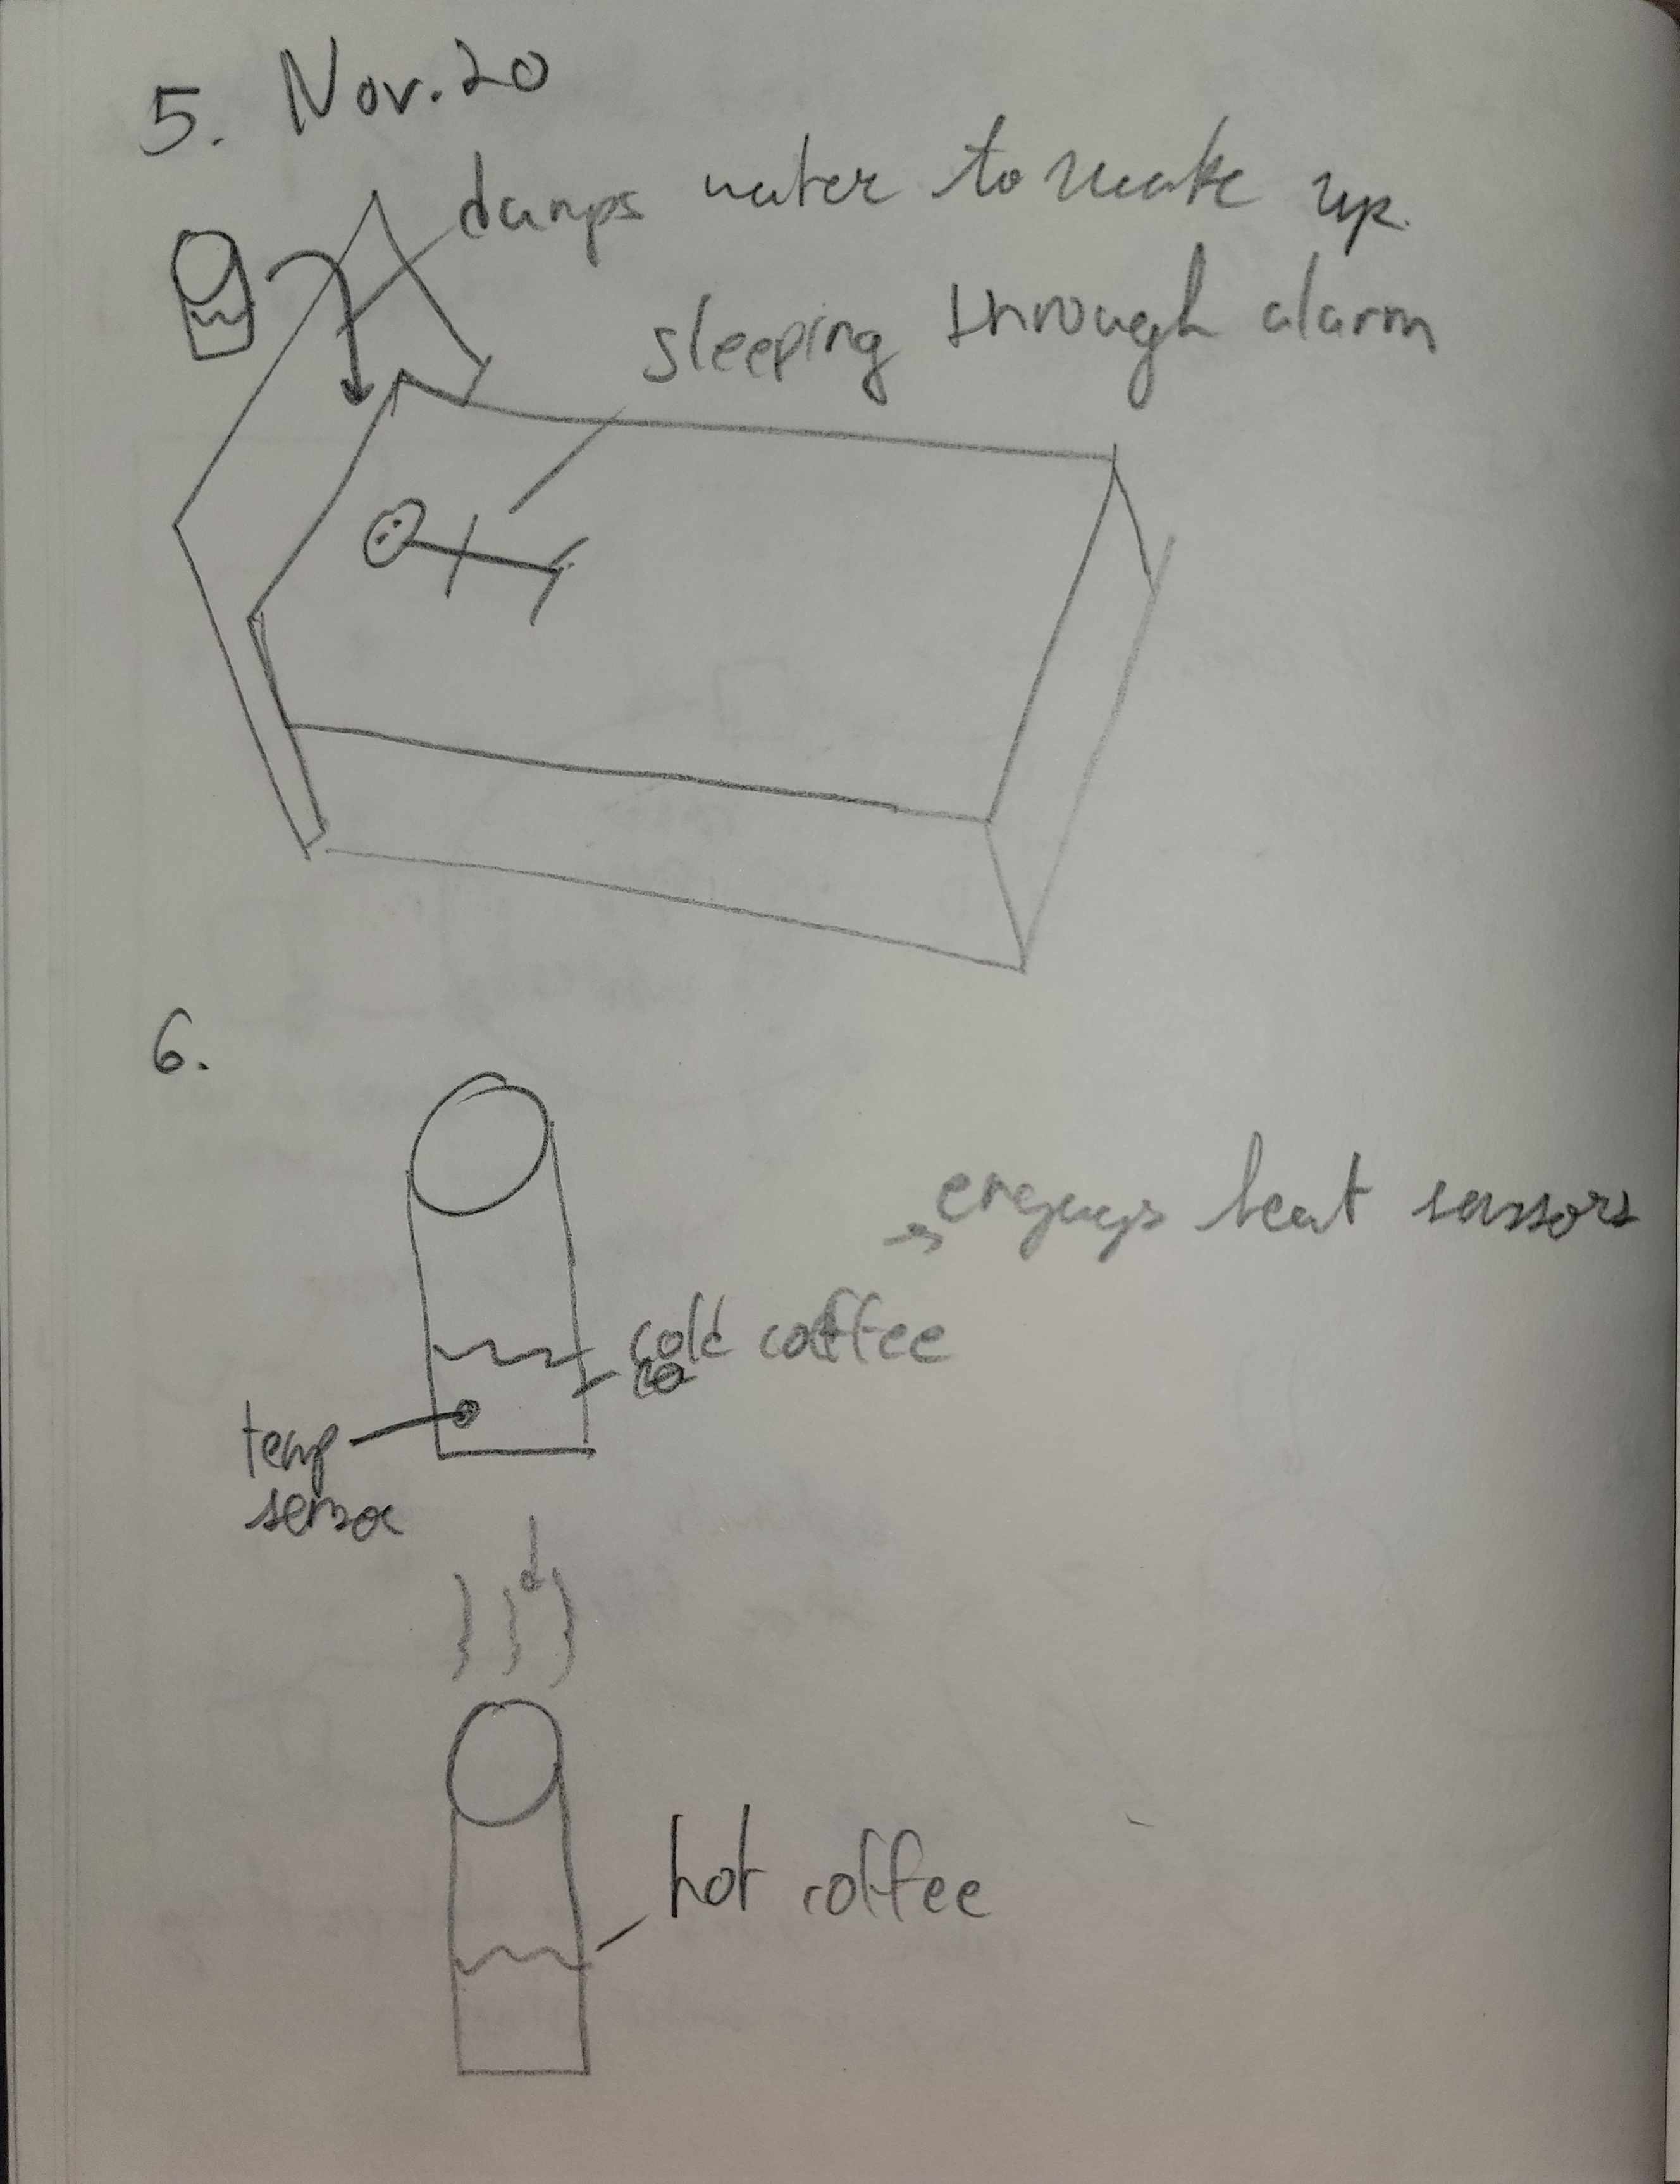 5. Nov. 20
dumps water to wake up.
sleeping through alarm
6.
engages heat sensors
cold coffee
co
temp
sensor
hot coffee